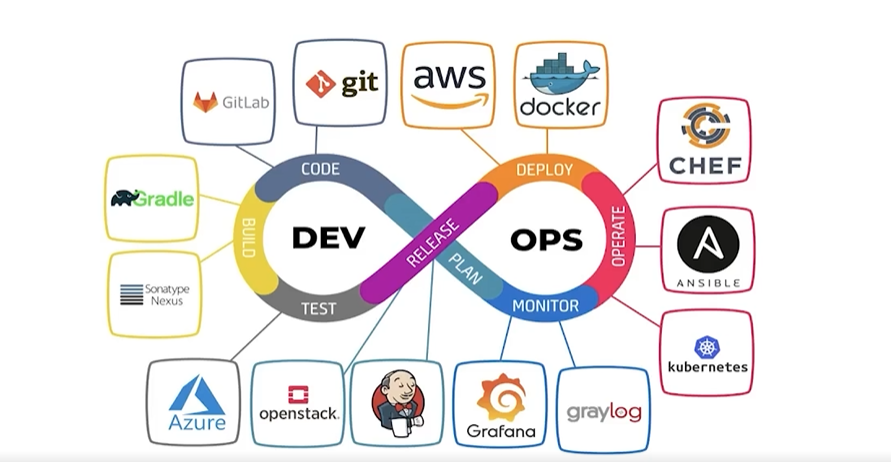 GitLab
git
aws
docker
CHEF
Gradle
CODE
DEPLOY
BUILD
DEV
RELEASE
OPS
OPERATE
ANSIBLE
Sonatype
Nexus
PLAN
TEST
MONITOR
kubernetes
Azure
openstack.
Grafana
graylog